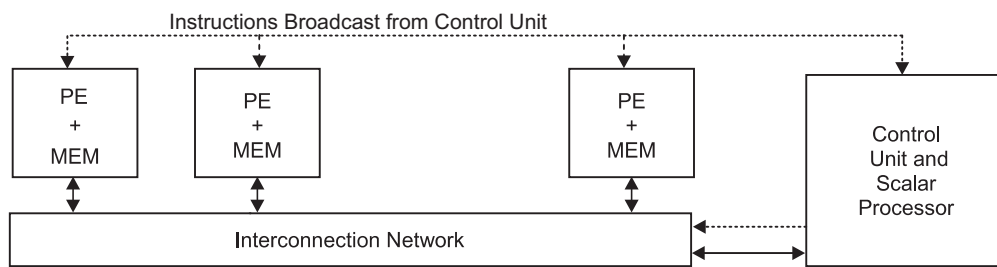 Instructions Broadcast from Control Unit
PE
+
MEM
PE
+
MEM
PE
+
MEM
Control
Unit and
Scalar
Processor
Interconnection Network